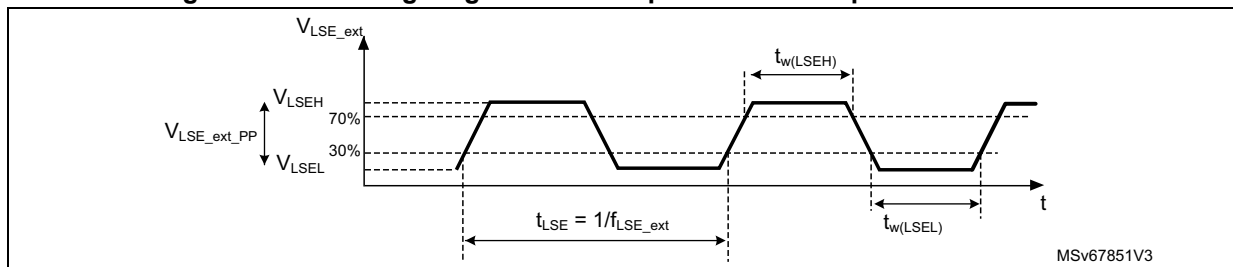 V_LSE_ext
t_w(LSEH)
V_LSEH
70%
V_LSE_ext_PP
30%
V_LSEL
t
t_LSE = 1/f_LSE_ext
t_w(LSEL)
MSv67851V3